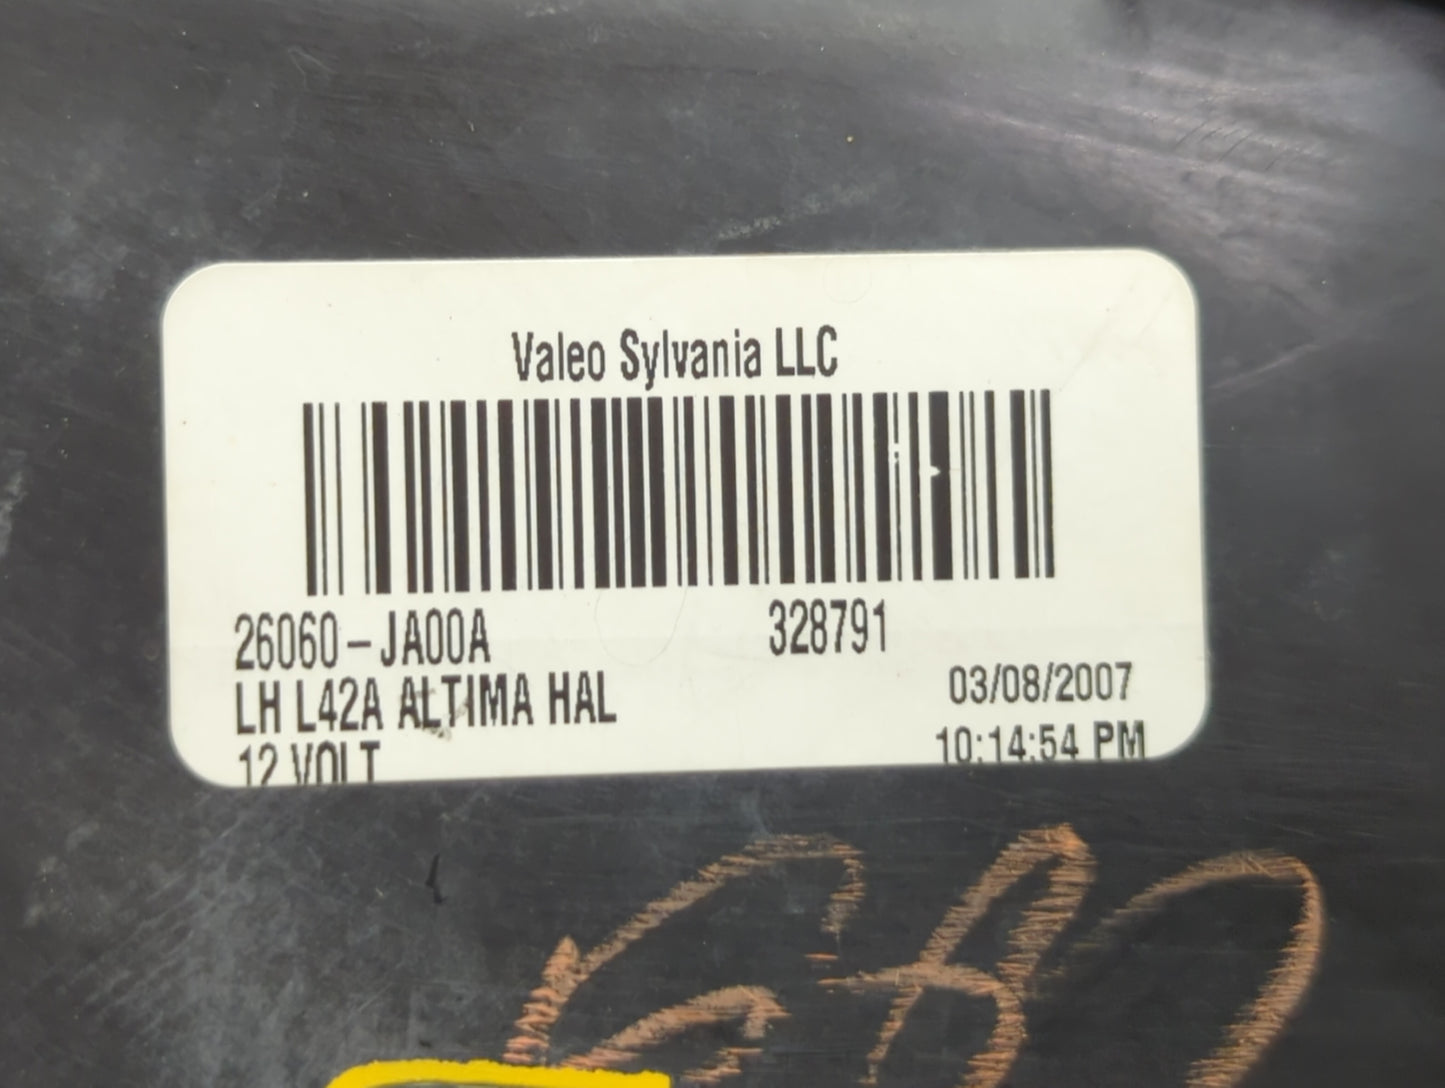 Valeo Sylvania LLC
26060-JA00A 328791
LH L42A ALTIMA HAL 03/08/2007
12 VOLT 10:14:54 PM